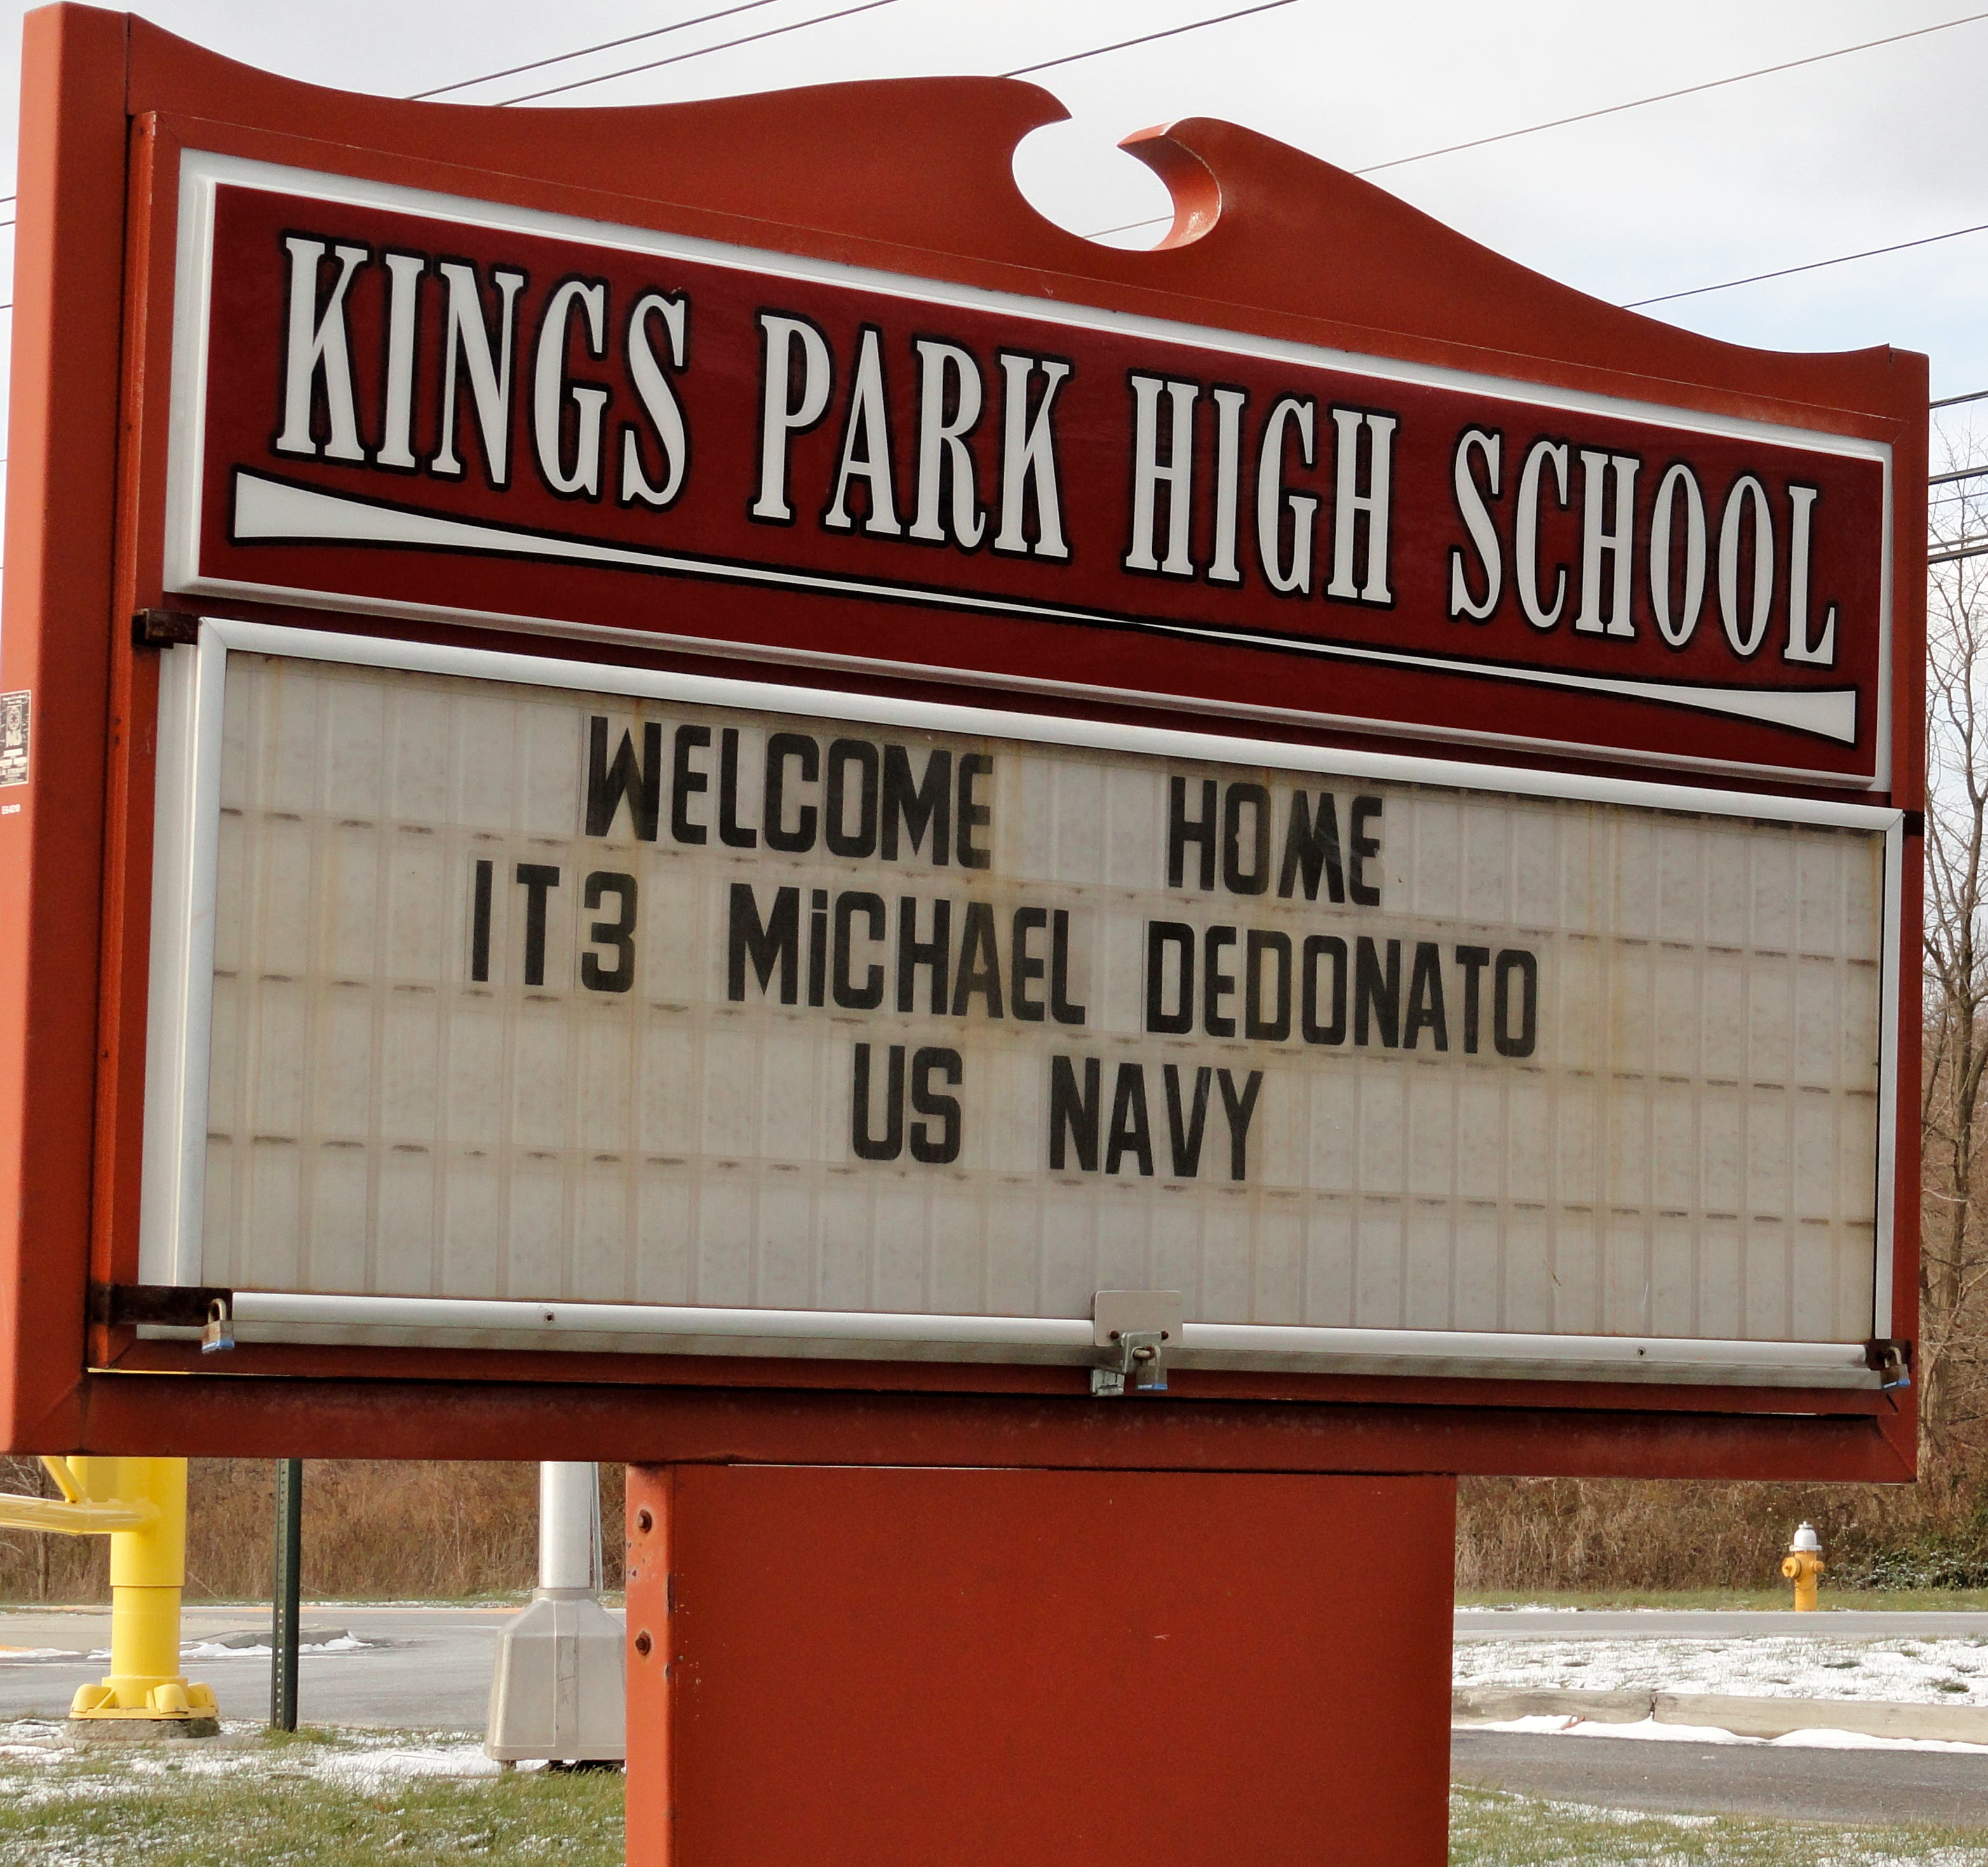 KINGS PARK HIGH SCHOOL
WELCOME HOME
IT3 MiCHAEL DEDONATO
US NAVY